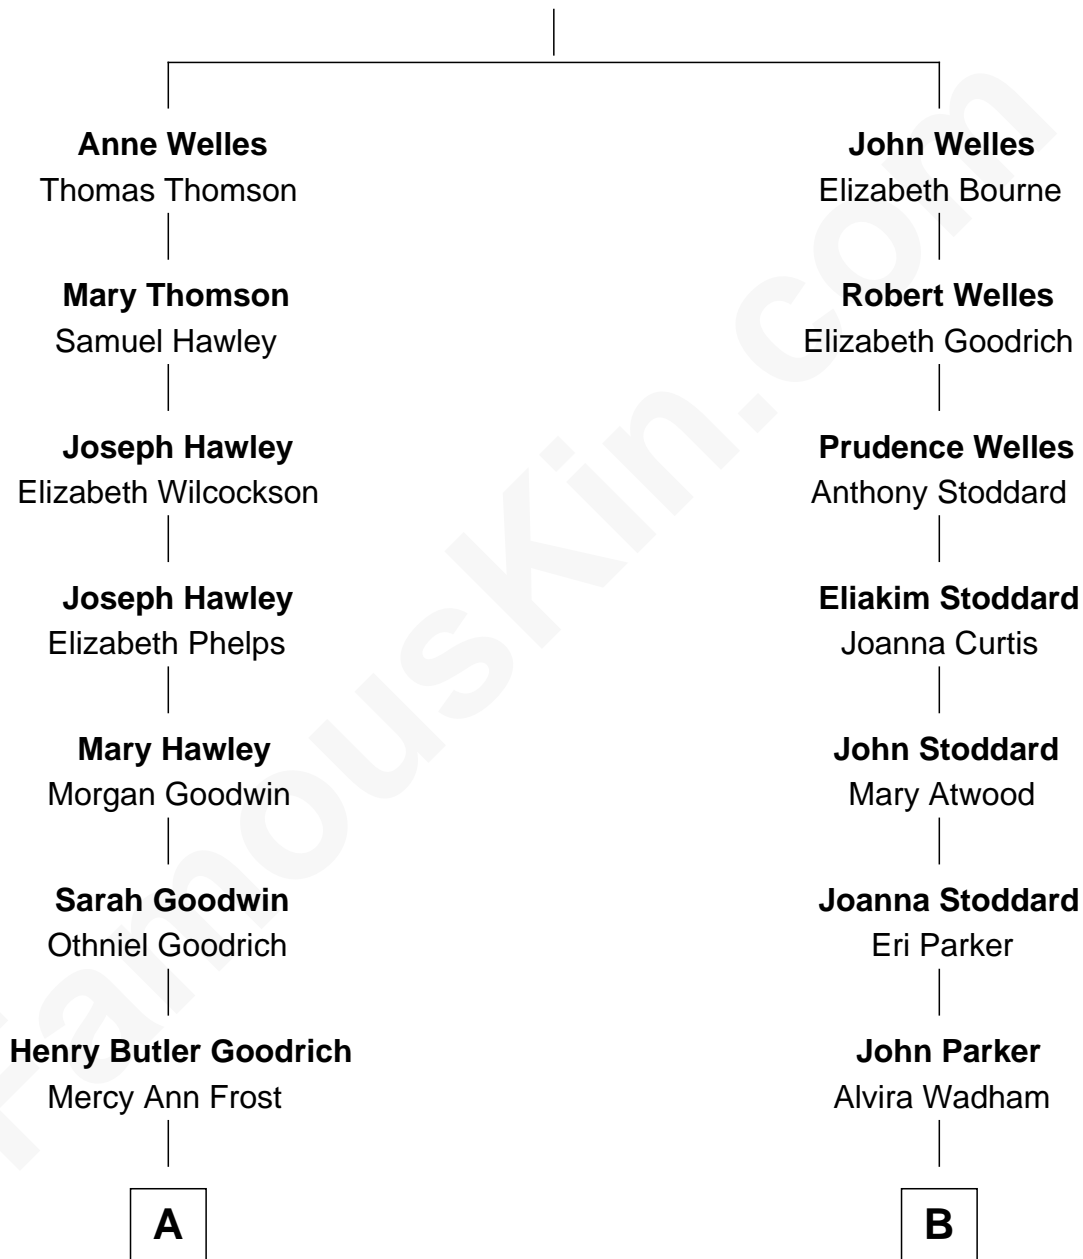 Anne Welles
Thomas Thomson
Mary Thomson
Samuel Hawley
Joseph Hawley
Elizabeth Wilcockson
Joseph Hawley
Elizabeth Phelps
Mary Hawley
Morgan Goodwin
Sarah Goodwin
Othniel Goodrich
Henry Butler Goodrich
Mercy Ann Frost
A
John Welles
Elizabeth Bourne
Robert Welles
Elizabeth Goodrich
Prudence Welles
Anthony Stoddard
Eliakim Stoddard
Joanna Curtis
John Stoddard
Mary Atwood
Joanna Stoddard
Eri Parker
John Parker
Alvira Wadham
B
FamousKin.com